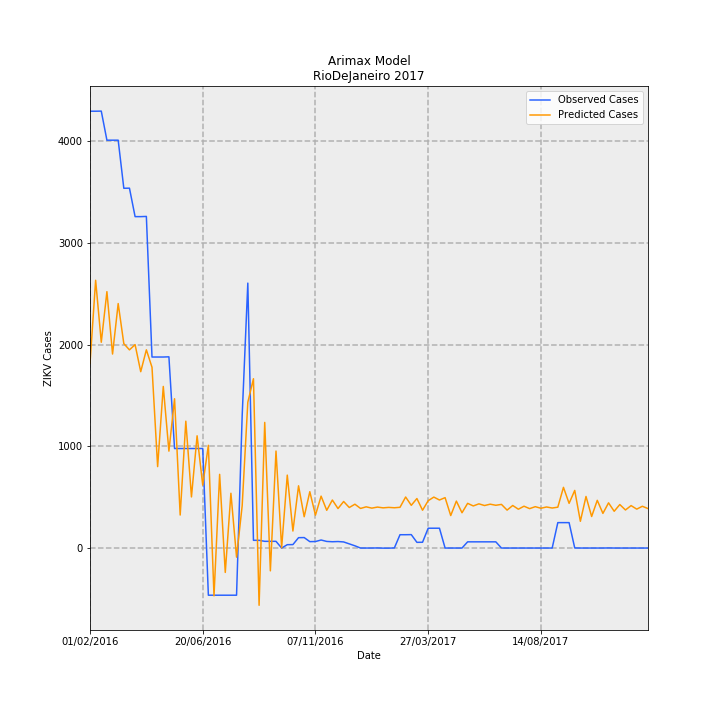 Arimax Model
RioDeJaneiro 2017
Observed Cases
Predicted Cases
4000
3000
2000
1000
0
ZIKV Cases
01/02/2016
20/06/2016
07/11/2016
27/03/2017
14/08/2017
Date